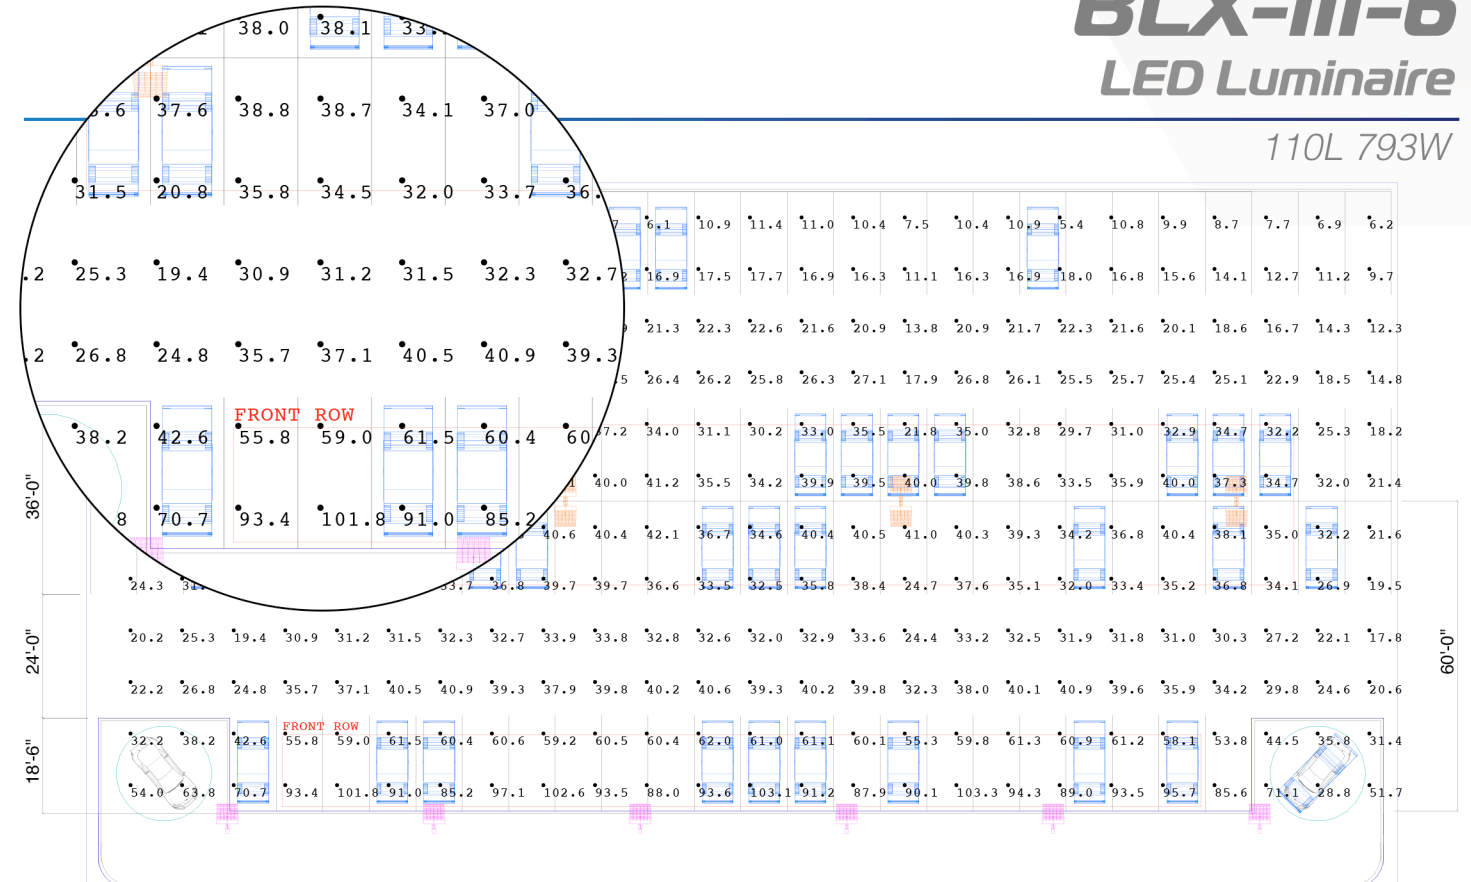 BLX-III-6
LED Luminaire
110L 793W
38.0 38.1
37.6 38.8 38.7 34.1 37.0
31.5 20.8 35.8 34.5 32.0 33.7 36.
.2 25.3 19.4 30.9 31.2 31.5 32.3 32.7
.2 26.8 24.8 35.7 37.1 40.5 40.9 39.3
FRONT ROW
38.2 42.6 55.8 59.0 61.5 60.4 60
8 70.7 93.4 101.8 91.0 85.2
6.1 10.9 11.4 11.0 10.4 7.5 10.4 10.9 5.4 10.8 9.9 8.7 7.7 6.9 6.2
16.9 17.5 17.7 16.9 16.3 11.1 16.3 16.9 18.0 16.8 15.6 14.1 12.7 11.2 9.7
21.3 22.3 22.6 21.6 20.9 13.8 20.9 21.7 22.3 21.6 20.1 18.6 16.7 14.3 12.3
26.4 26.2 25.8 26.3 27.1 17.9 26.8 26.1 25.5 25.7 25.4 25.1 22.9 18.5 14.8
37.2 34.0 31.1 30.2 33.0 35.5 21.8 35.0 32.8 29.7 31.0 32.9 34.7 32.2 25.3 18.2
40.0 41.2 35.5 34.2 39.9 39.5 40.0 39.8 38.6 33.5 35.9 40.0 37.3 34.7 32.0 21.4
40.6 40.4 42.1 36.7 34.6 40.4 40.5 41.0 40.3 39.3 34.2 36.8 40.4 38.1 35.0 32.2 21.6
24.3 33.7 36.8 39.7 39.7 36.6 33.5 32.5 35.8 38.4 24.7 37.6 35.1 32.0 33.4 35.2 36.8 34.1 26.9 19.5
20.2 25.3 19.4 30.9 31.2 31.5 32.3 32.7 33.9 33.8 32.8 32.6 32.0 32.9 33.6 24.4 33.2 32.5 31.9 31.8 31.0 30.3 27.2 22.1 17.8
22.2 26.8 24.8 35.7 37.1 40.5 40.9 39.3 37.9 39.8 40.2 40.6 39.3 40.2 39.8 32.3 38.0 40.1 40.9 39.6 35.9 34.2 29.8 24.6 20.6
FRONT ROW
32.2 38.2 42.6 55.8 59.0 61.5 60.4 60.6 59.2 60.5 60.4 62.0 61.0 61.1 60.1 55.3 59.8 61.3 60.9 61.2 58.1 53.8 44.5 35.8 31.4
54.0 63.8 70.7 93.4 101.8 91.0 85.2 97.1 102.6 93.5 88.0 93.6 103.1 91.2 87.9 90.1 103.3 94.3 89.0 93.5 95.7 85.6 71.1 28.8 51.7
36'-0"
24'-0"
18'-6"
60'-0"